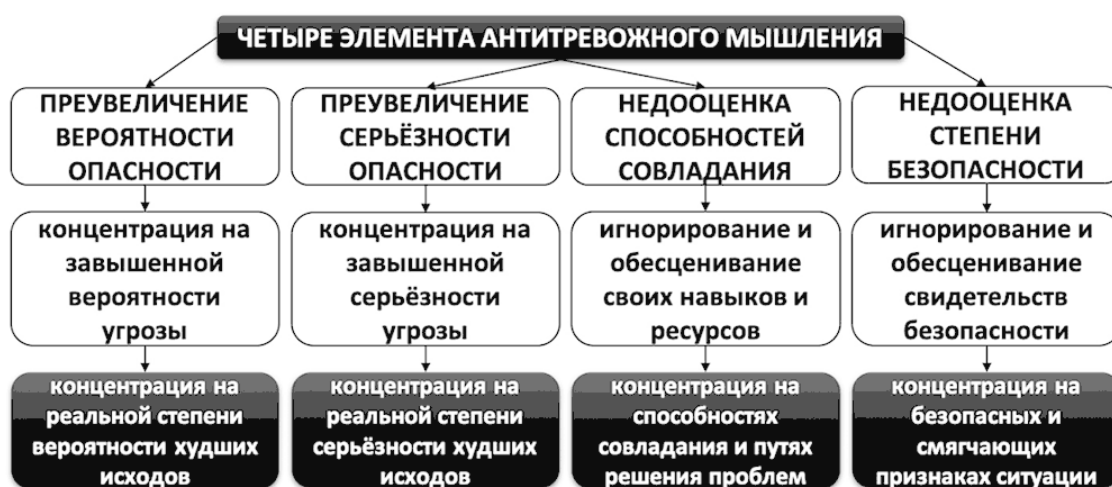 ЧЕТЫРЕ ЭЛЕМЕНТА АНТИТРЕВОЖНОГО МЫШЛЕНИЯ
ПРЕУВЕЛИЧЕНИЕ
ВЕРОЯТНОСТИ
ОПАСНОСТИ
ПРЕУВЕЛИЧЕНИЕ
СЕРЬЁЗНОСТИ
ОПАСНОСТИ
НЕДООЦЕНКА
СПОСОБНОСТЕЙ
СОВЛАДАНИЯ
НЕДООЦЕНКА
СТЕПЕНИ
БЕЗОПАСНОСТИ
концентрация на
завышенной
вероятности
угрозы
концентрация на
завышенной
серьёзности
угрозы
игнорирование и
обесценивание
своих навыков и
ресурсов
игнорирование и
обесценивание
свидетельств
безопасности
концентрация на
реальной степени
вероятности худших
исходов
концентрация на
реальной степени
серьёзности худших
исходов
концентрация на
способностях
совладания и путях
решения проблем
концентрация на
безопасных и
смягчающих
признаках ситуации